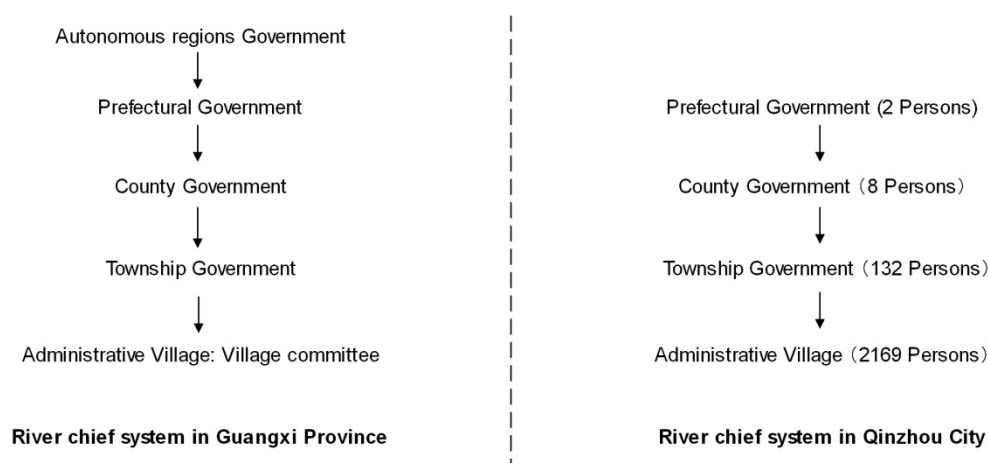 Autonomous regions Government
Prefectural Government
County Government
Township Government
Administrative Village: Village committee
River chief system in Guangxi Province
Prefectural Government (2 Persons)
County Government（8 Persons）
Township Government（132 Persons）
Administrative Village（2169 Persons）
River chief system in Qinzhou City